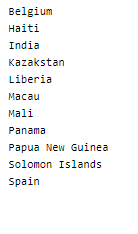 Belgium
Haiti
India
Kazakstan
Liberia
Macau
Mali
Panama
Papua New Guinea
Solomon Islands
Spain